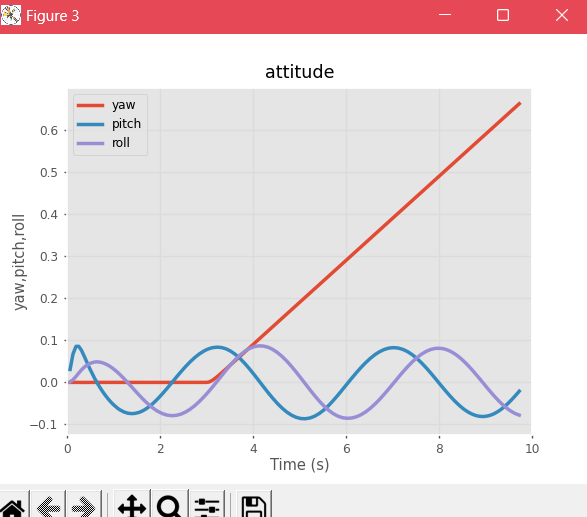 Figure 3
attitude
yaw
pitch
roll
0.6
0.5
0.4
0.3
0.2
0.1
0.0
−0.1
yaw,pitch,roll
0 2 4 6 8 10
Time (s)